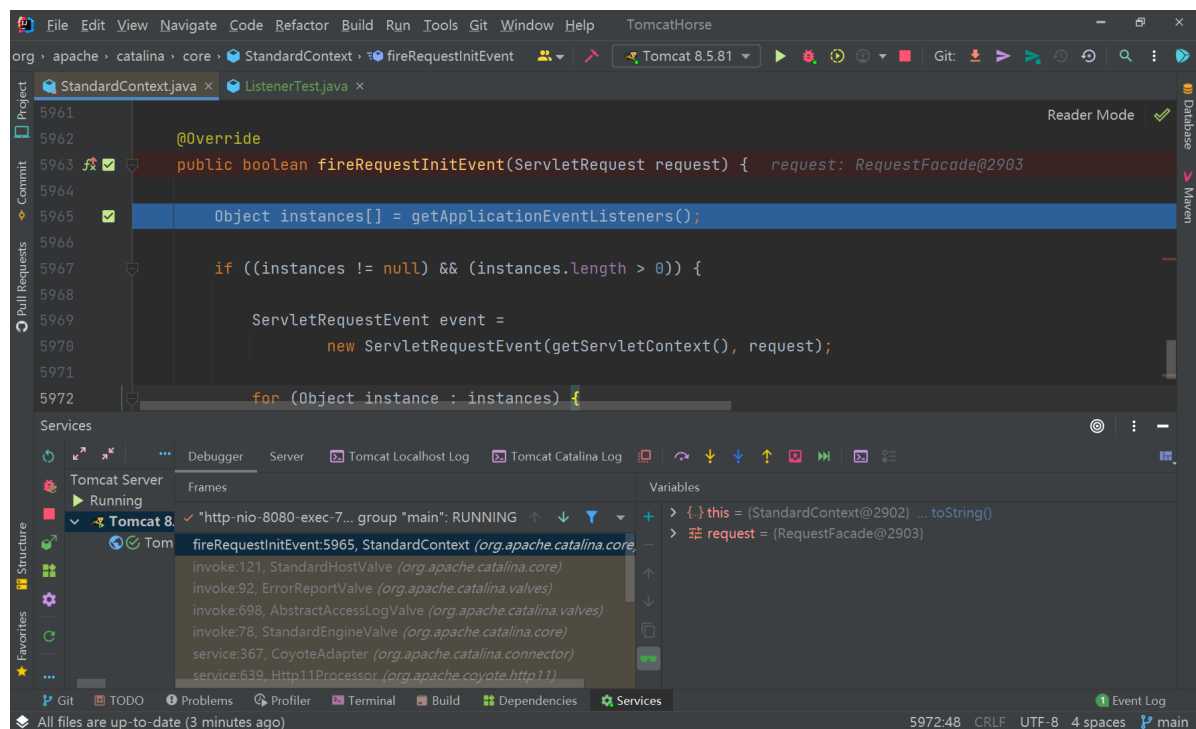 File Edit View Navigate Code Refactor Build Run Tools Git Window Help TomcatHorse
org › apache › catalina › core › StandardContext › fireRequestInitEvent Tomcat 8.5.81 Git:
StandardContext.java × ListenerTest.java ×
Project
Commit
Pull Requests
Structure
Favorites
Database
Maven
Reader Mode
5961
5962 @Override
5963 public boolean fireRequestInitEvent(ServletRequest request) { request: RequestFacade@2903
5964
5965 Object instances[] = getApplicationEventListeners();
5966
5967 if ((instances != null) && (instances.length > 0)) {
5968
5969 ServletRequestEvent event =
5970 new ServletRequestEvent(getServletContext(), request);
5971
5972 for (Object instance : instances) {
Services
Debugger Server Tomcat Localhost Log Tomcat Catalina Log
Tomcat Server
Running
Tomcat 8.
Tom
Frames
"http-nio-8080-exec-7... group "main": RUNNING
fireRequestInitEvent:5965, StandardContext (org.apache.catalina.core
invoke:121, StandardHostValve (org.apache.catalina.core)
invoke:92, ErrorReportValve (org.apache.catalina.valves)
invoke:698, AbstractAccessLogValve (org.apache.catalina.valves)
invoke:78, StandardEngineValve (org.apache.catalina.core)
service:367, CoyoteAdapter (org.apache.catalina.connector)
service:639, Http11Processor (org.apache.coyote.http11)
Variables
this = {StandardContext@2902} ... toString()
request = {RequestFacade@2903}
Git TODO Problems Profiler Terminal Build Dependencies Services 1 Event Log
All files are up-to-date (3 minutes ago) 5972:48 CRLF UTF-8 4 spaces main